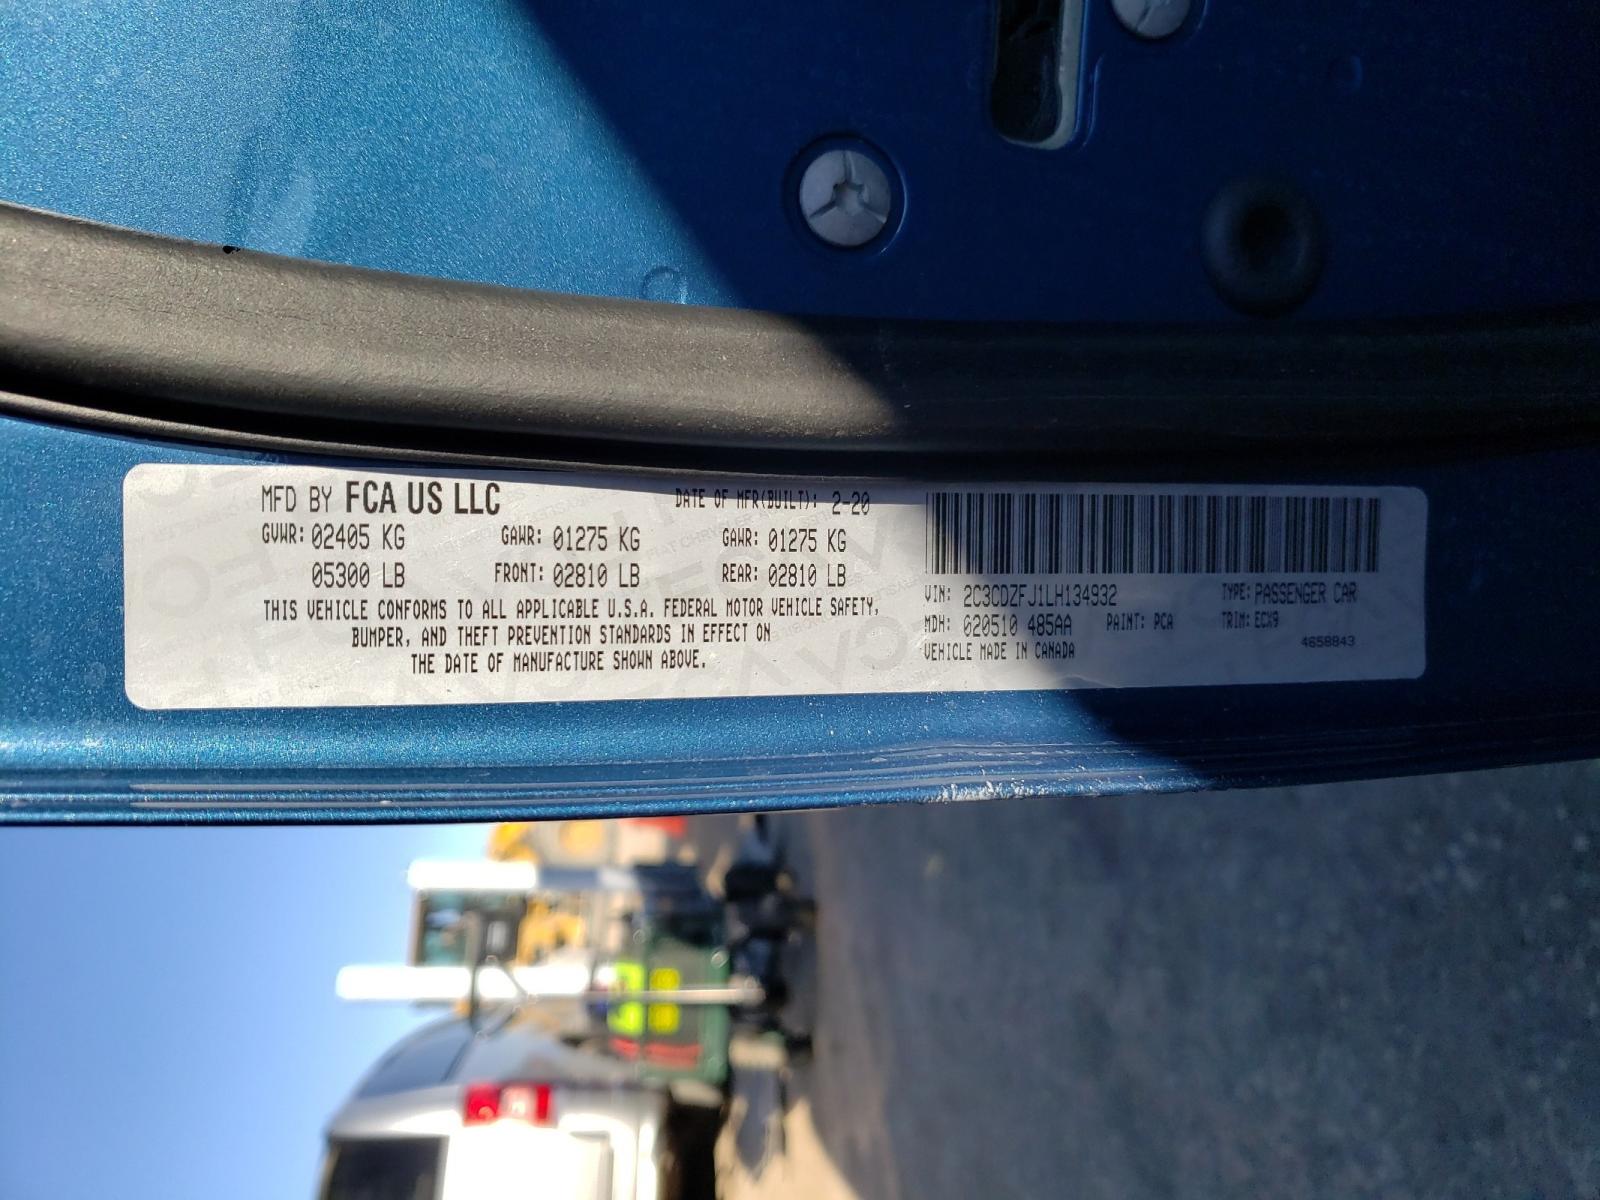 MFD BY FCA US LLC DATE OF MFR(BUILT): 2-20
GVWR: 02405 KG GAWR: 01275 KG GAWR: 01275 KG
05300 LB FRONT: 02810 LB REAR: 02810 LB
THIS VEHICLE CONFORMS TO ALL APPLICABLE U.S.A. FEDERAL MOTOR VEHICLE SAFETY,
BUMPER, AND THEFT PREVENTION STANDARDS IN EFFECT ON
THE DATE OF MANUFACTURE SHOWN ABOVE.
VIN: 2C3CDZFJ1LH134932 TYPE: PASSENGER CAR
MDH: 020510 485AA PAINT: PCA TRIM: ECX9
VEHICLE MADE IN CANADA 4658843